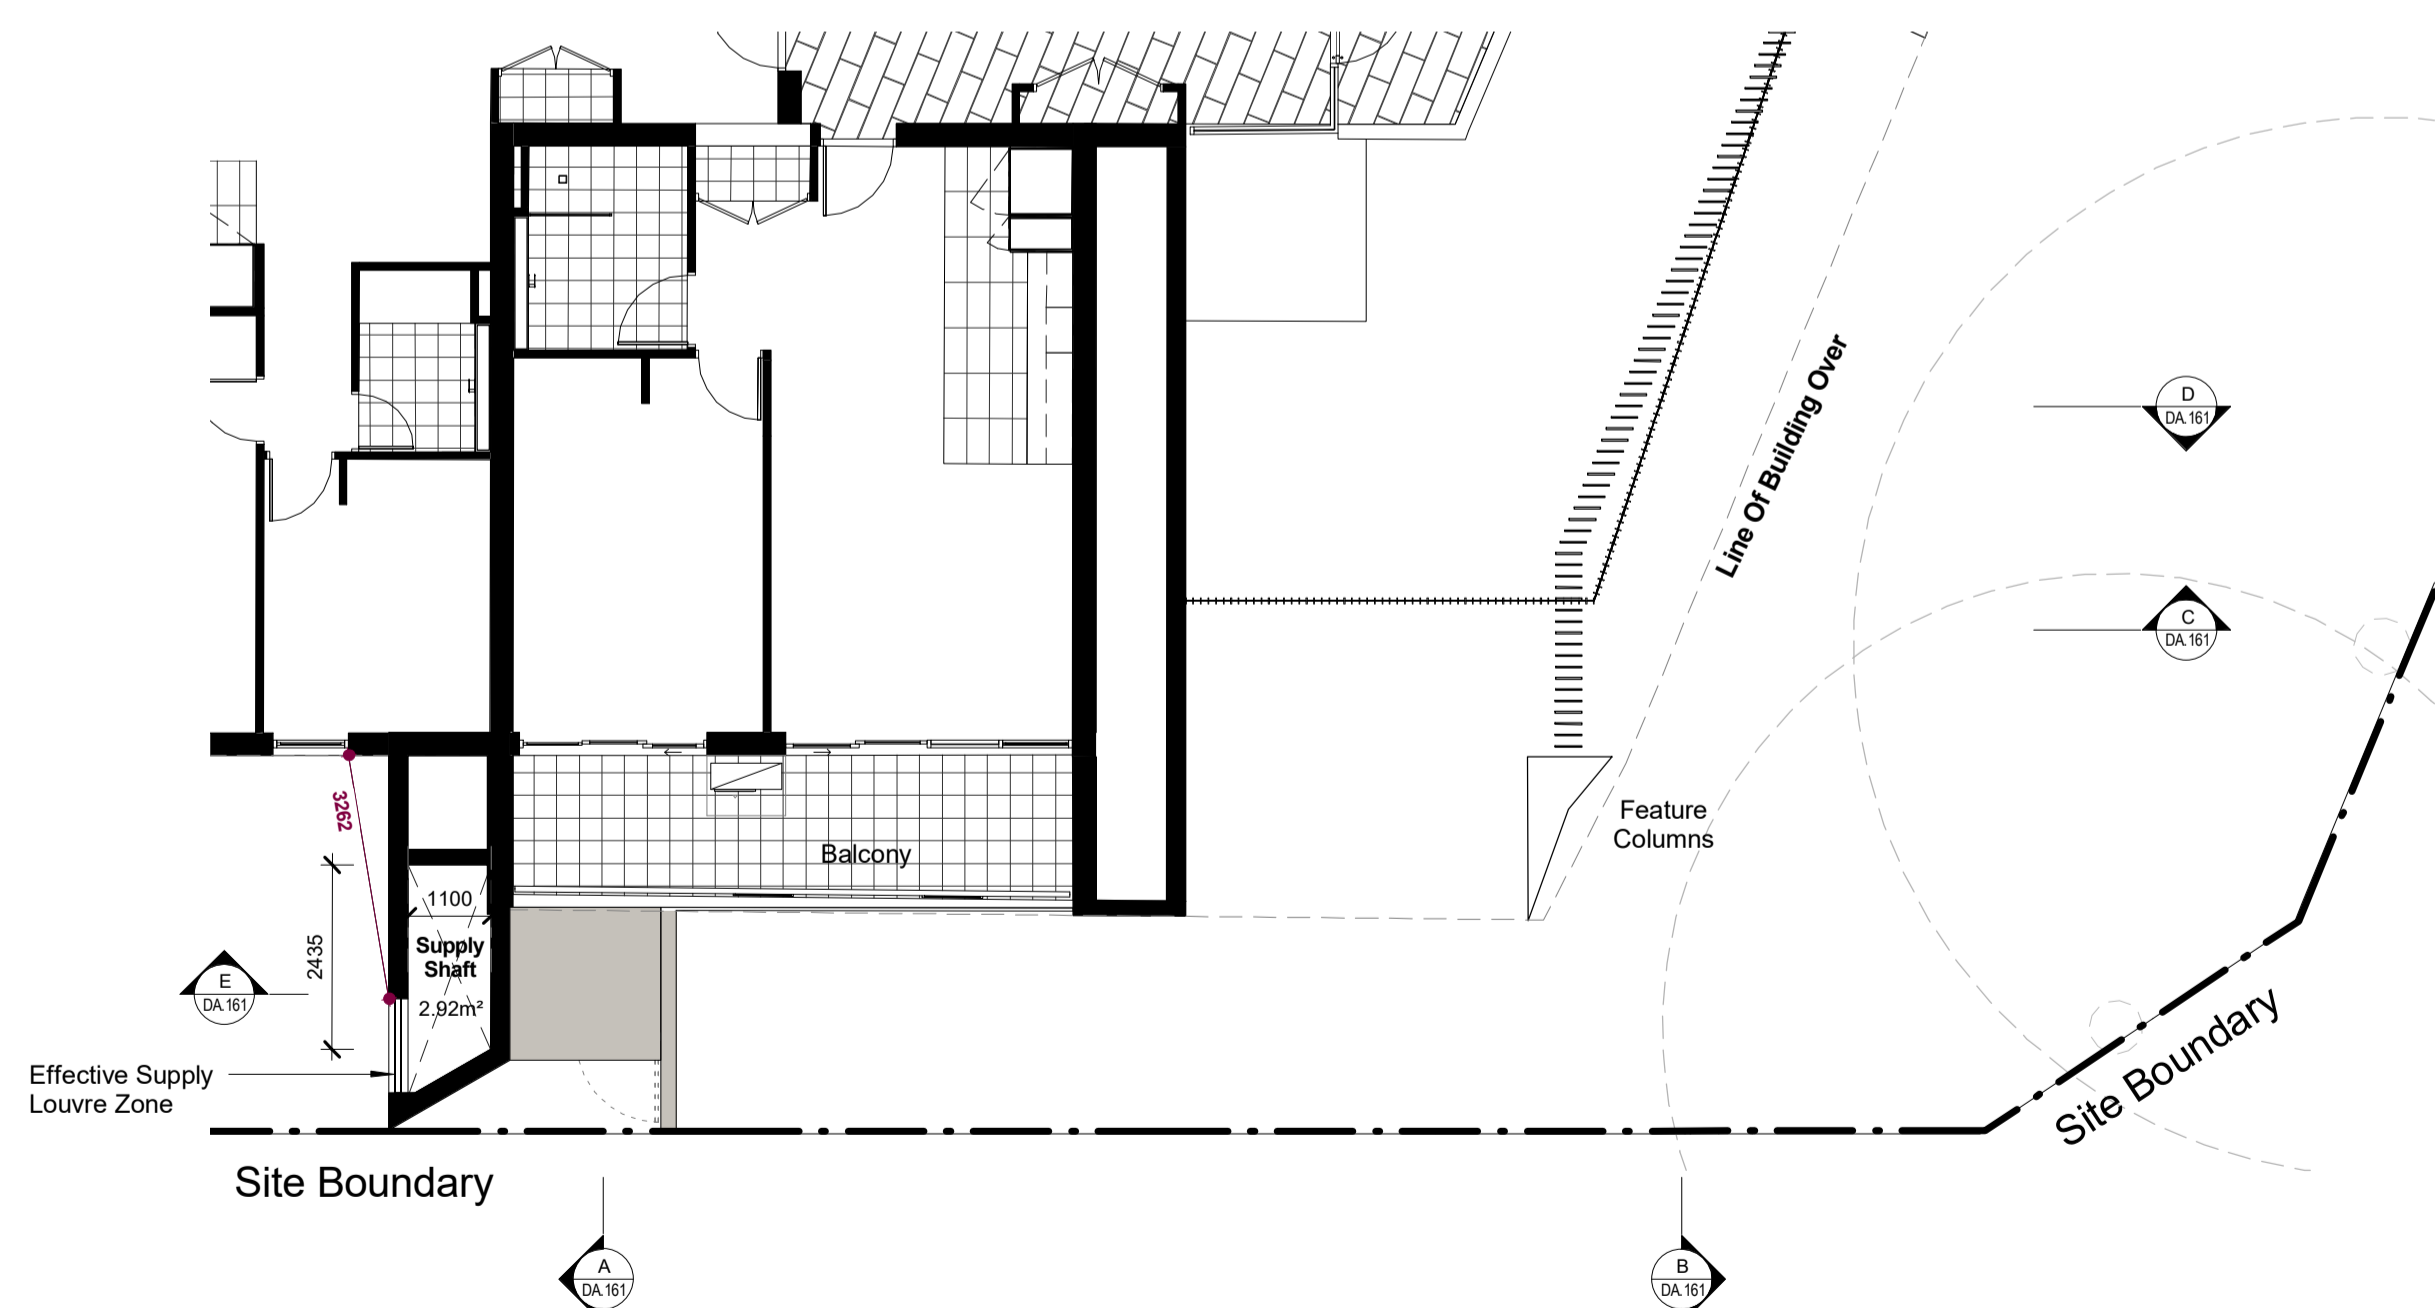 D
DA.161
Line Of Building Over
C
DA.161
3262
Feature
Columns
Balcony
1100
Supply
Shaft
2435
2.92m²
E
DA.161
Effective Supply
Louvre Zone
Site Boundary
Site Boundary
A
DA.161
B
DA.161